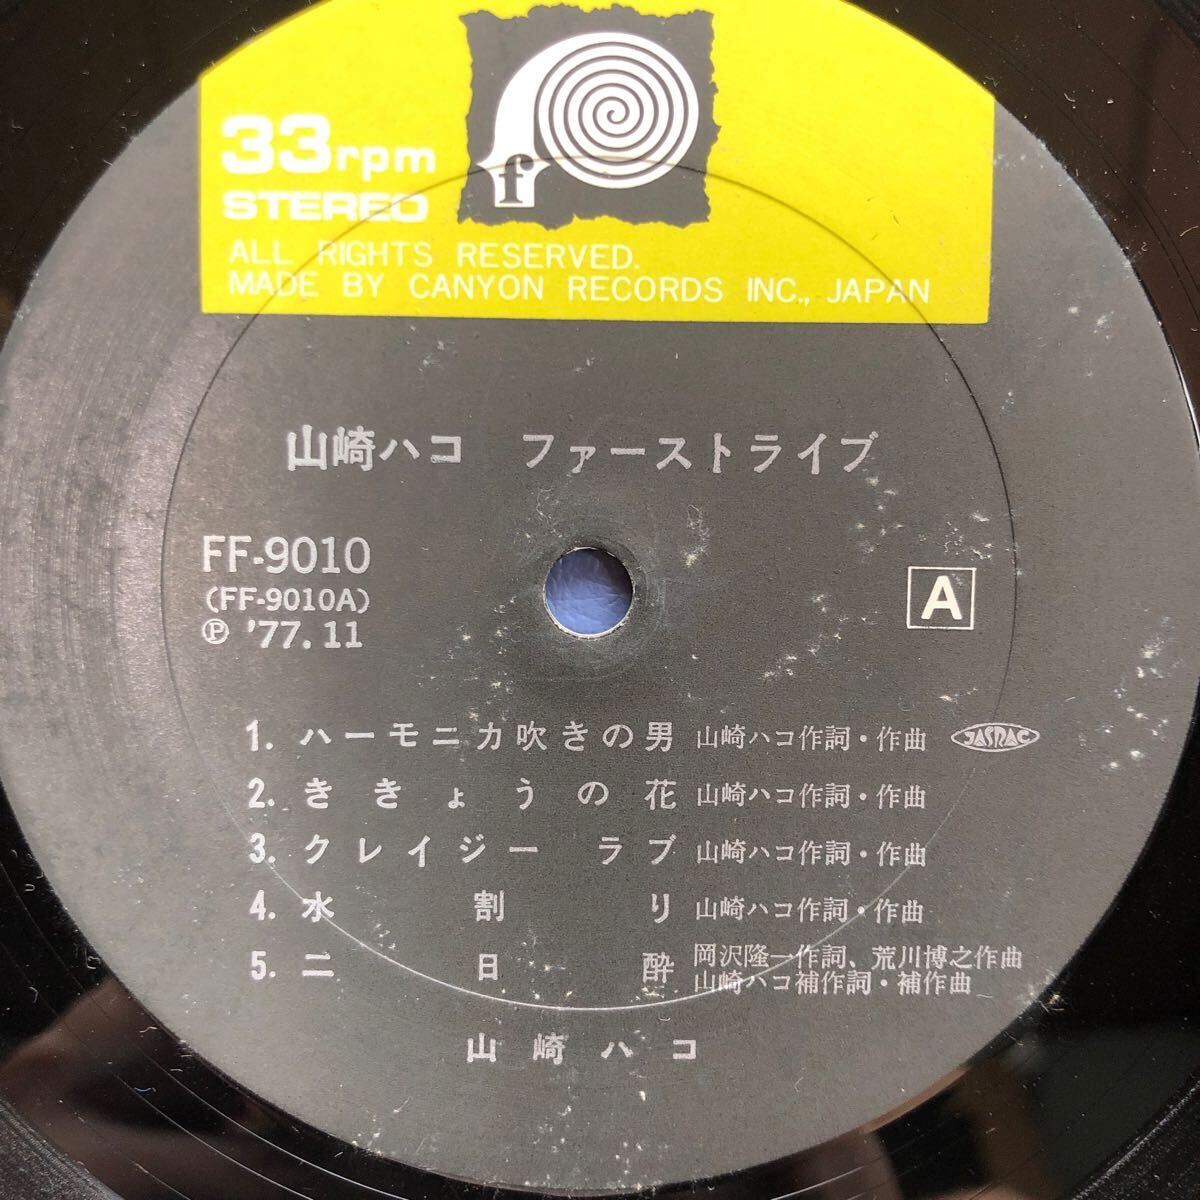 f
33rpm
STEREO
ALL RIGHTS RESERVED.
MADE BY CANYON RECORDS INC., JAPAN
山崎ハコ ファーストライブ
FF-9010
(FF-9010A)
Ⓟ '77.11
A
1. ハーモニカ吹きの男 山崎ハコ作詞・作曲 JASRAC
2. ききょうの花 山崎ハコ作詞・作曲
3. クレイジー ラブ 山崎ハコ作詞・作曲
4. 水割り 山崎ハコ作詞・作曲
5. 二日酔 岡沢隆一作詞、荒川博之作曲
山崎ハコ補作詞・補作曲
山崎ハコ